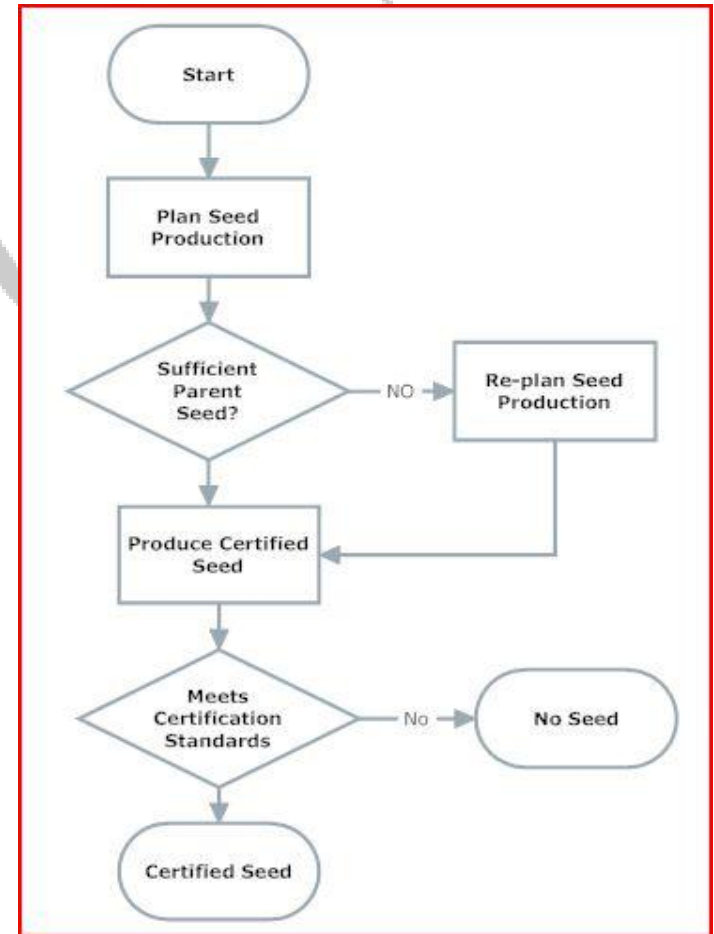 Start
Plan Seed
Production
Sufficient
Parent
Seed?
NO
Re-plan Seed
Production
Produce Certified
Seed
Meets
Certification
Standards
No
No Seed
Certified Seed